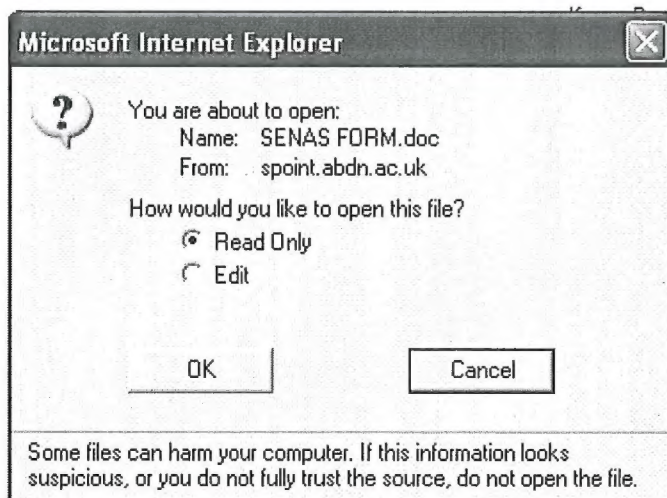 Microsoft Internet Explorer
You are about to open:
Name: SENAS FORM.doc
From: spoint.abdn.ac.uk
How would you like to open this file?
Read Only
Edit
OK
Cancel
Some files can harm your computer. If this information looks
suspicious, or you do not fully trust the source, do not open the file.